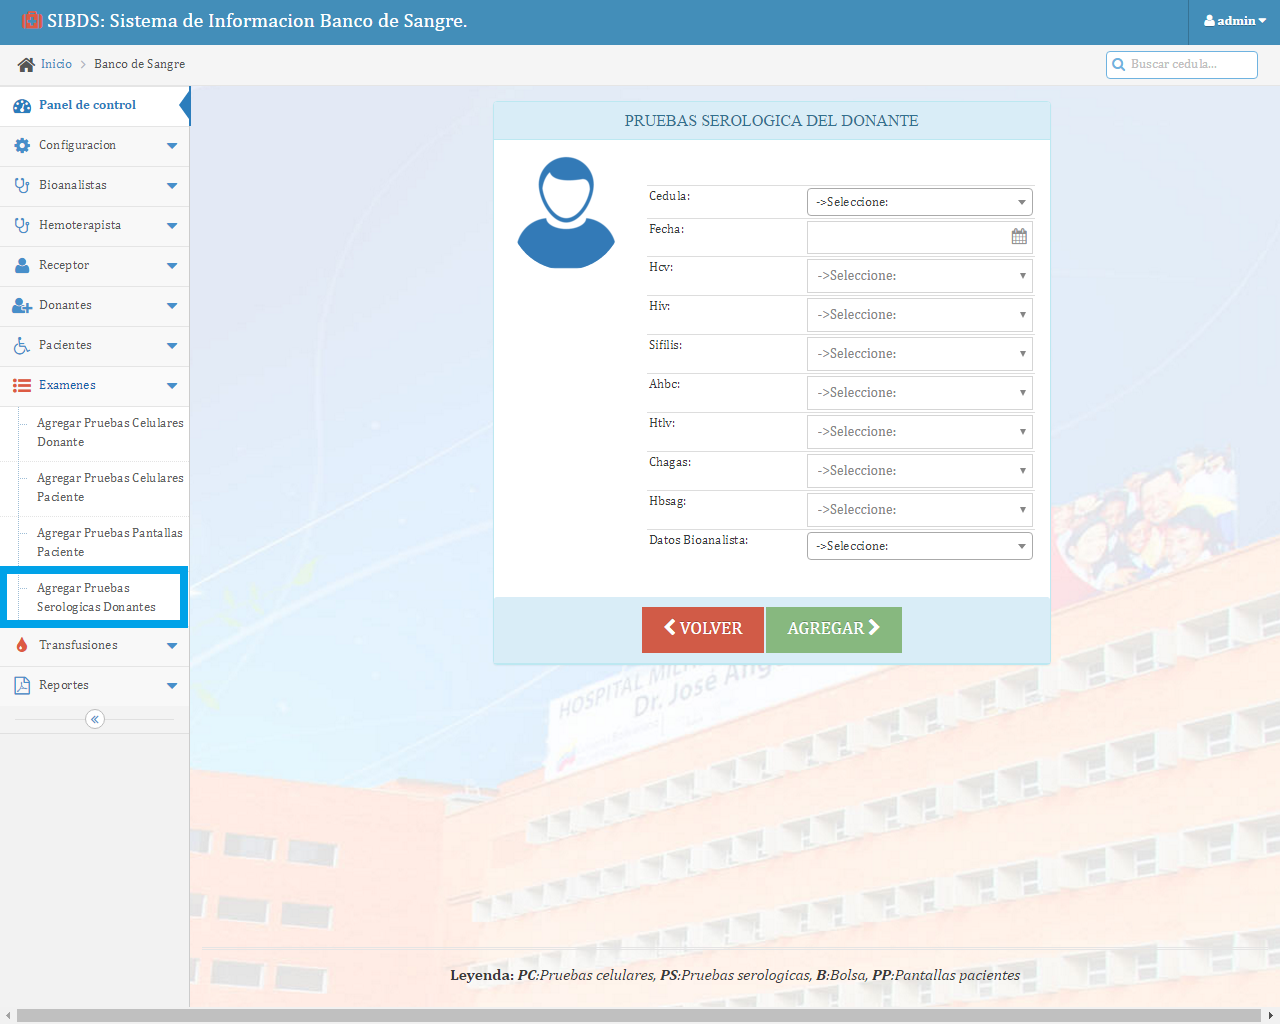 SIBDS: Sistema de Informacion Banco de Sangre.
admin
Inicio
Banco de Sangre
Buscar cedula...
Panel de control
Configuracion
Bioanalistas
Hemoterapista
Receptor
Donantes
Pacientes
Examenes
Agregar Pruebas Celulares
Donante
Agregar Pruebas Celulares
Paciente
Agregar Pruebas Pantallas
Paciente
Agregar Pruebas
Serologicas Donantes
Transfusiones
Reportes
PRUEBAS SEROLOGICA DEL DONANTE
Cedula: ->Seleccione:
Fecha:
Hcv: ->Seleccione:
Hiv: ->Seleccione:
Sifilis: ->Seleccione:
Ahbc: ->Seleccione:
Htlv: ->Seleccione:
Chagas: ->Seleccione:
Hbsag: ->Seleccione:
Datos Bioanalista: ->Seleccione:
VOLVER
AGREGAR
HOSPITAL
Dr. José
Leyenda: PC:Pruebas celulares, PS:Pruebas serologicas, B:Bolsa, PP:Pantallas pacientes